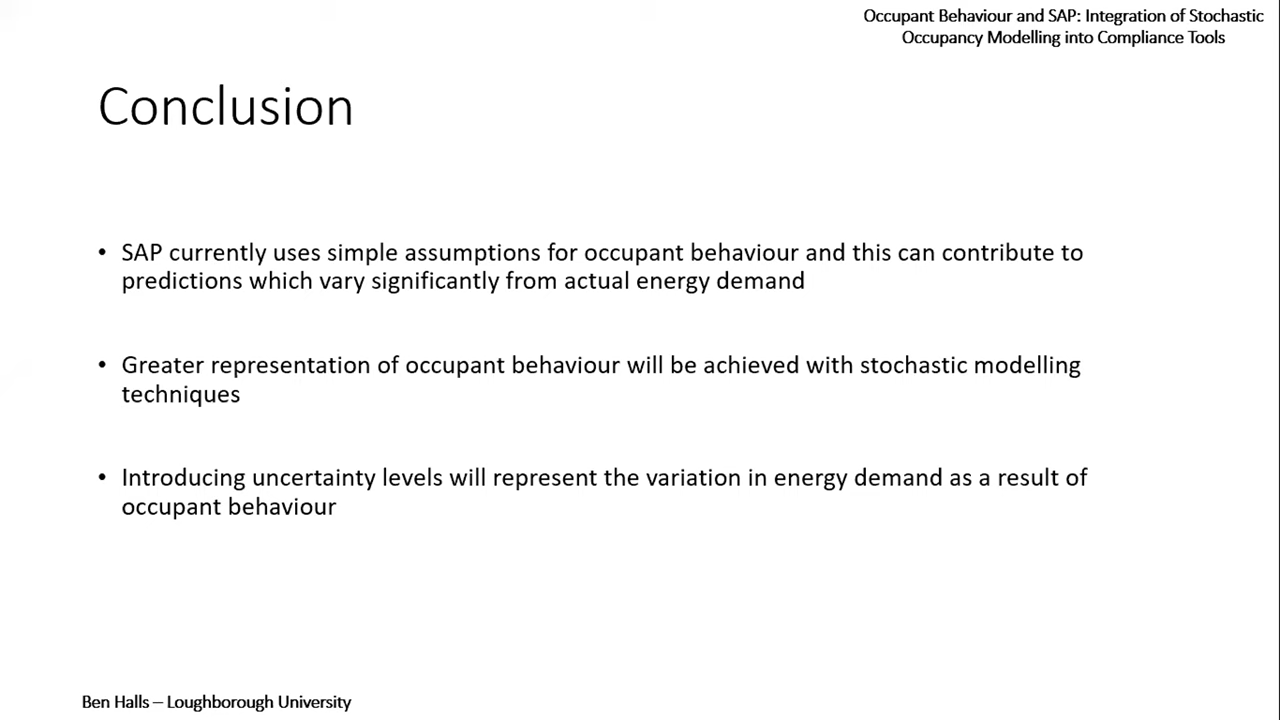 Occupant Behaviour and SAP: Integration of Stochastic
Occupancy Modelling into Compliance Tools
Conclusion
• SAP currently uses simple assumptions for occupant behaviour and this can contribute to
predictions which vary significantly from actual energy demand
• Greater representation of occupant behaviour will be achieved with stochastic modelling
techniques
• Introducing uncertainty levels will represent the variation in energy demand as a result of
occupant behaviour
Ben Halls – Loughborough University